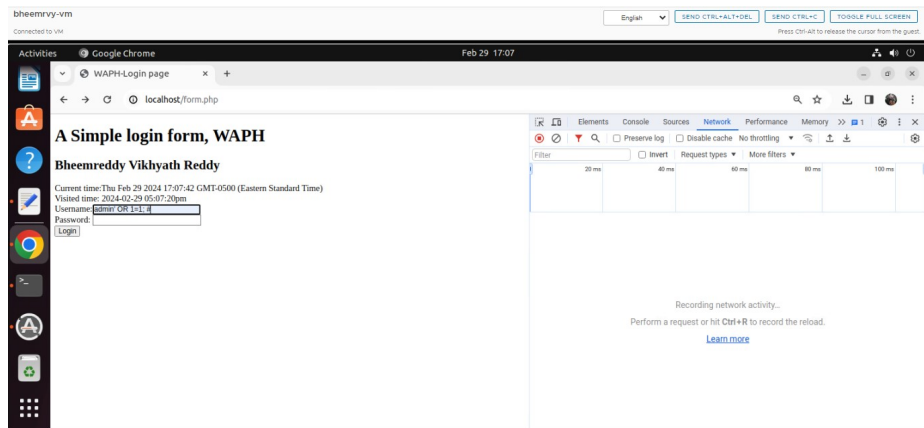 bheemrvy-vm
English
SEND CTRL+ALT+DEL
SEND CTRL+C
TOGGLE FULL SCREEN
Connected to VM
Press Ctrl-Alt to release the cursor from the guest.
Activities
Google Chrome
Feb 29 17:07
WAPH-Login page
localhost/form.php
Elements Console Sources Network Performance Memory 1
Preserve log Disable cache No throttling
Filter Invert Request types More filters
20 ms 40 ms 60 ms 80 ms 100 ms
A Simple login form, WAPH
Bheemreddy Vikhyath Reddy
Current time:Thu Feb 29 2024 17:07:42 GMT-0500 (Eastern Standard Time)
Visited time: 2024-02-29 05:07:20pm
Username: admin' OR 1=1; #
Password:
Login
Recording network activity...
Perform a request or hit Ctrl+R to record the reload.
Learn more